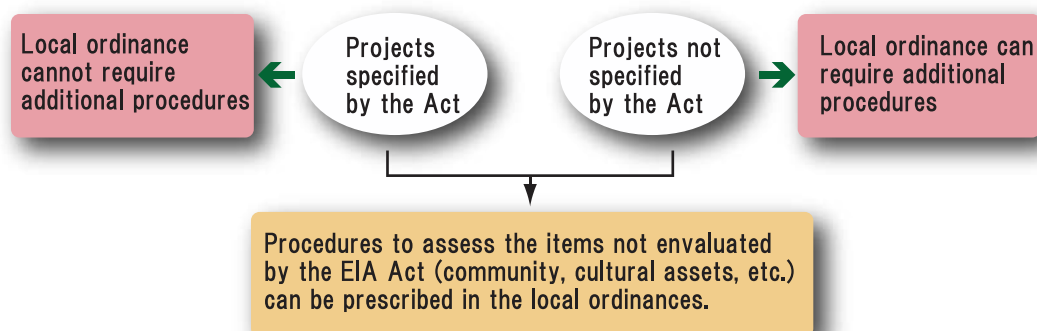 Local ordinance
cannot require
additional procedures
Projects
specified
by the Act
Projects not
specified
by the Act
Local ordinance can
require additional
procedures
Procedures to assess the items not envaluated
by the EIA Act (community, cultural assets, etc.)
can be prescribed in the local ordinances.